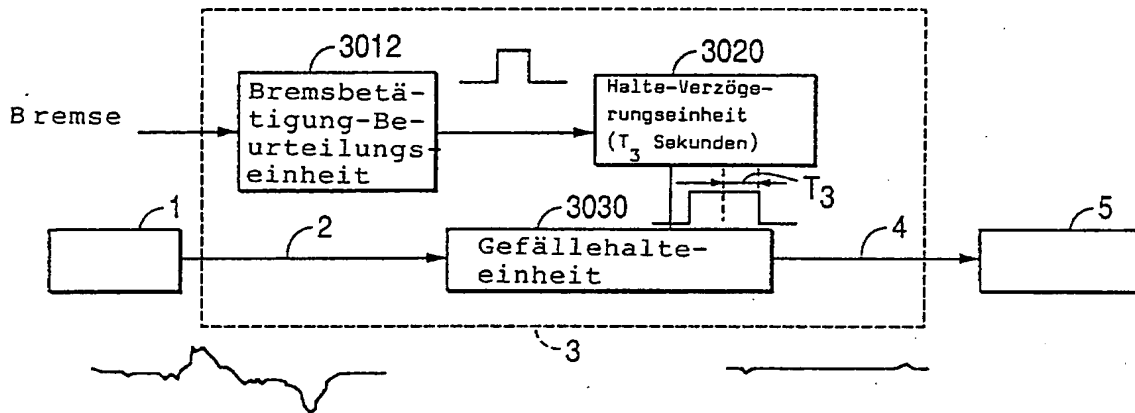 3012
3020
Bremse
Bremsbetä-
tigung-Be-
urteilungs-
einheit
Halte-Verzöge-
rungseinheit
(T3 Sekunden)
T3
1
2
3030
Gefällehalte-
einheit
4
5
3